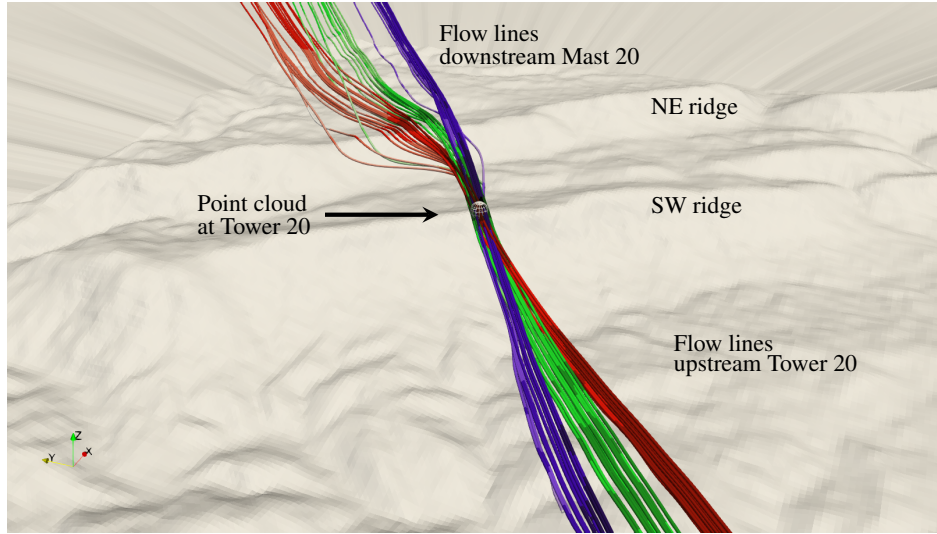 Flow lines
downstream Mast 20
NE ridge
Point cloud
at Tower 20
SW ridge
Flow lines
upstream Tower 20
Z
Y
X